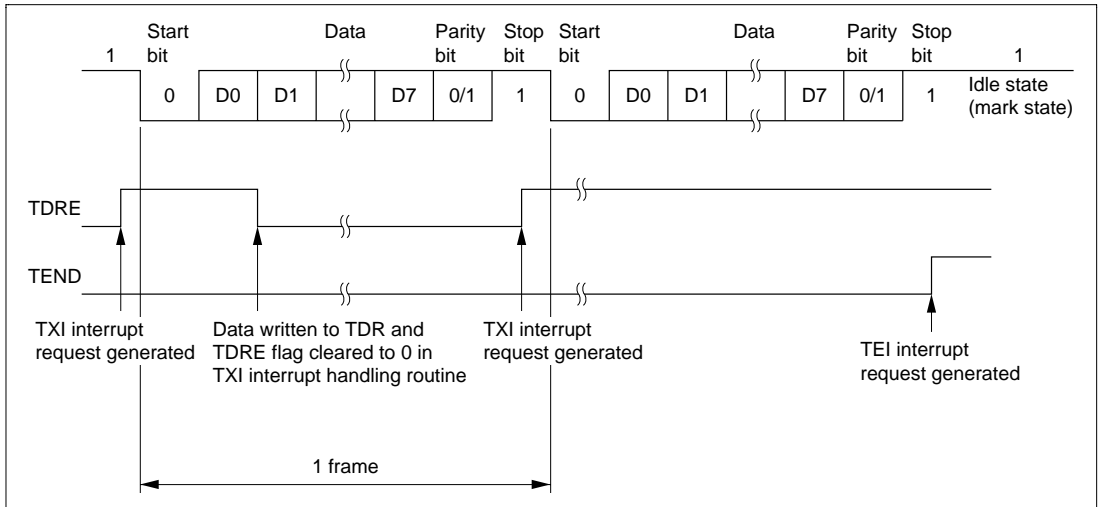 Start Data Parity Stop Start Data Parity Stop
1 bit bit bit bit bit bit 1
0 D0 D1 D7 0/1 1 0 D0 D1 D7 0/1 1 Idle state
(mark state)
TDRE
TEND
TXI interrupt
request generated
Data written to TDR and
TDRE flag cleared to 0 in
TXI interrupt handling routine
TXI interrupt
request generated
TEI interrupt
request generated
1 frame